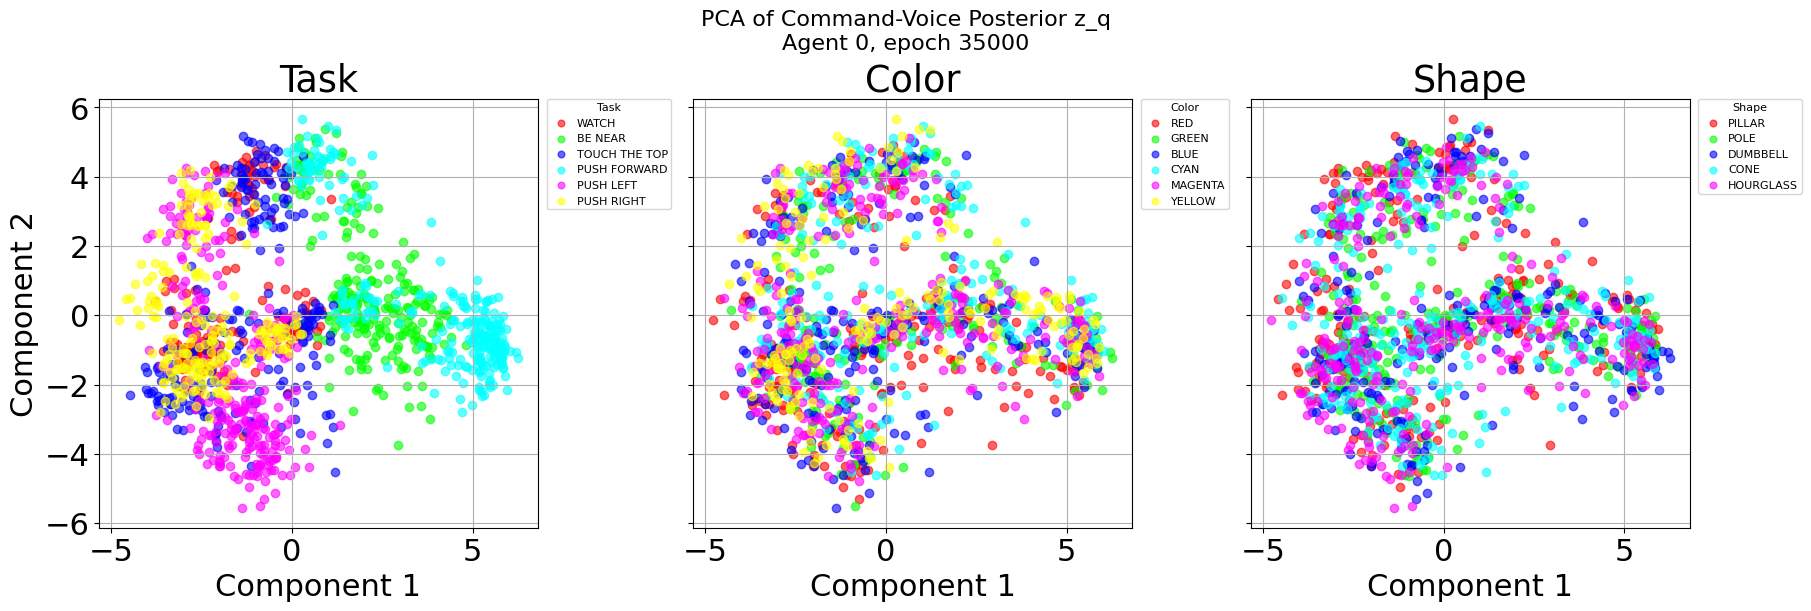 PCA of Command-Voice Posterior z_q
Agent 0, epoch 35000
Task
Color
Shape
Component 2
6
4
2
0
−2
−4
−6
−5
0
5
Component 1
Task
WATCH
BE NEAR
TOUCH THE TOP
PUSH FORWARD
PUSH LEFT
PUSH RIGHT
−5
0
5
Component 1
Color
RED
GREEN
BLUE
CYAN
MAGENTA
YELLOW
−5
0
5
Component 1
Shape
PILLAR
POLE
DUMBBELL
CONE
HOURGLASS